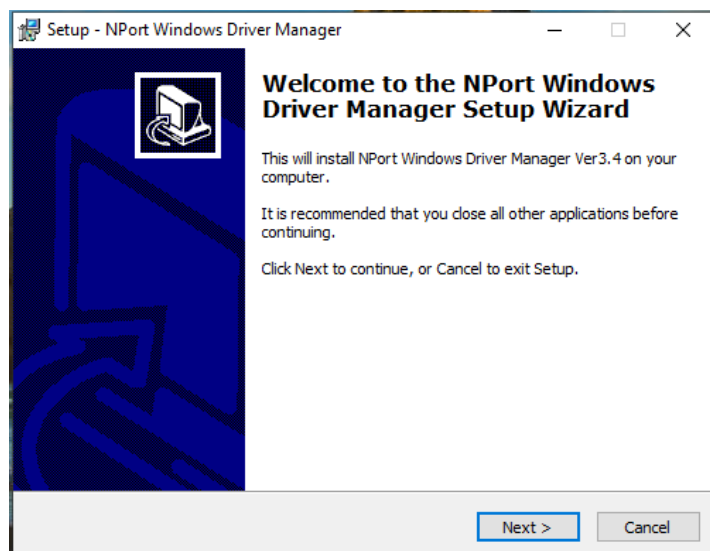 Setup - NPort Windows Driver Manager
Welcome to the NPort Windows
Driver Manager Setup Wizard
This will install NPort Windows Driver Manager Ver3.4 on your
computer.
It is recommended that you close all other applications before
continuing.
Click Next to continue, or Cancel to exit Setup.
Next >
Cancel